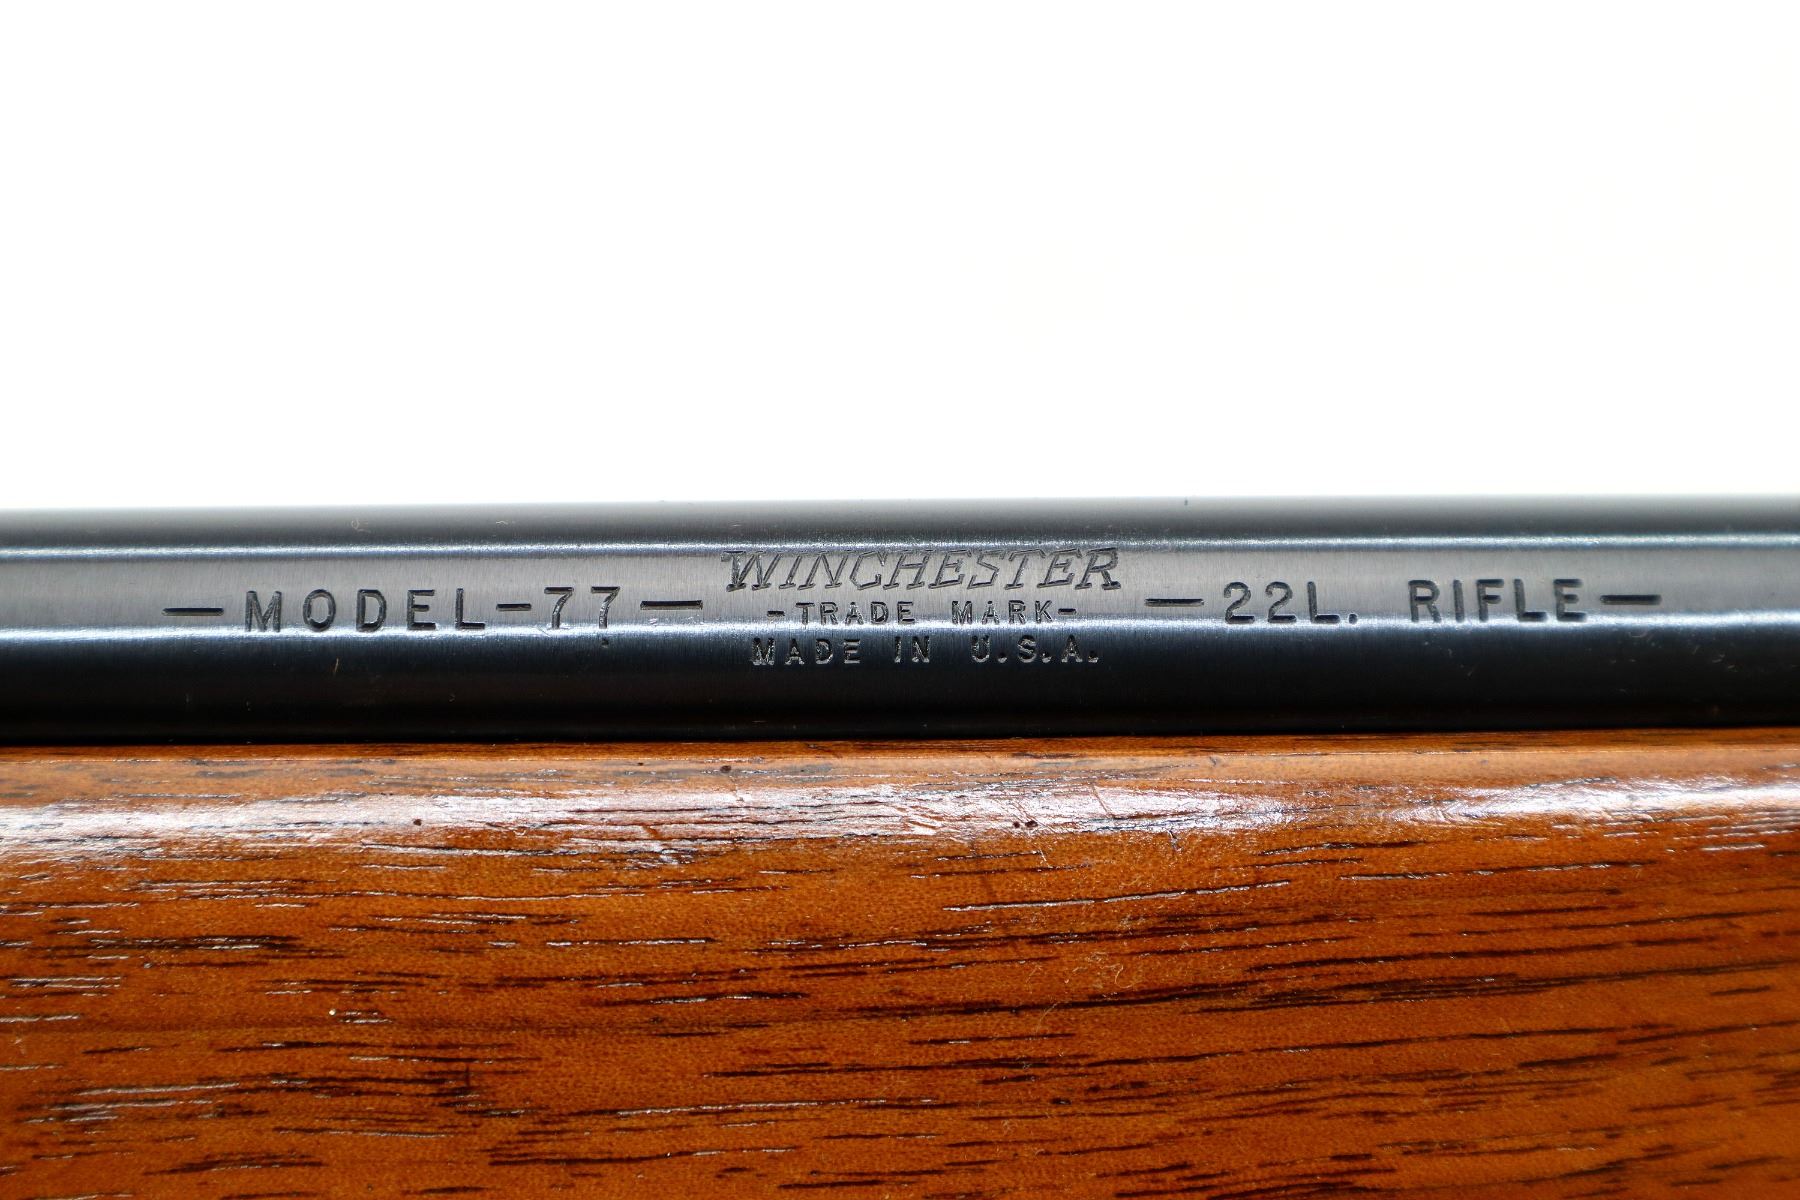 —MODEL-77— WINCHESTER —22L. RIFLE—
-TRADE MARK-
MADE IN U.S.A.